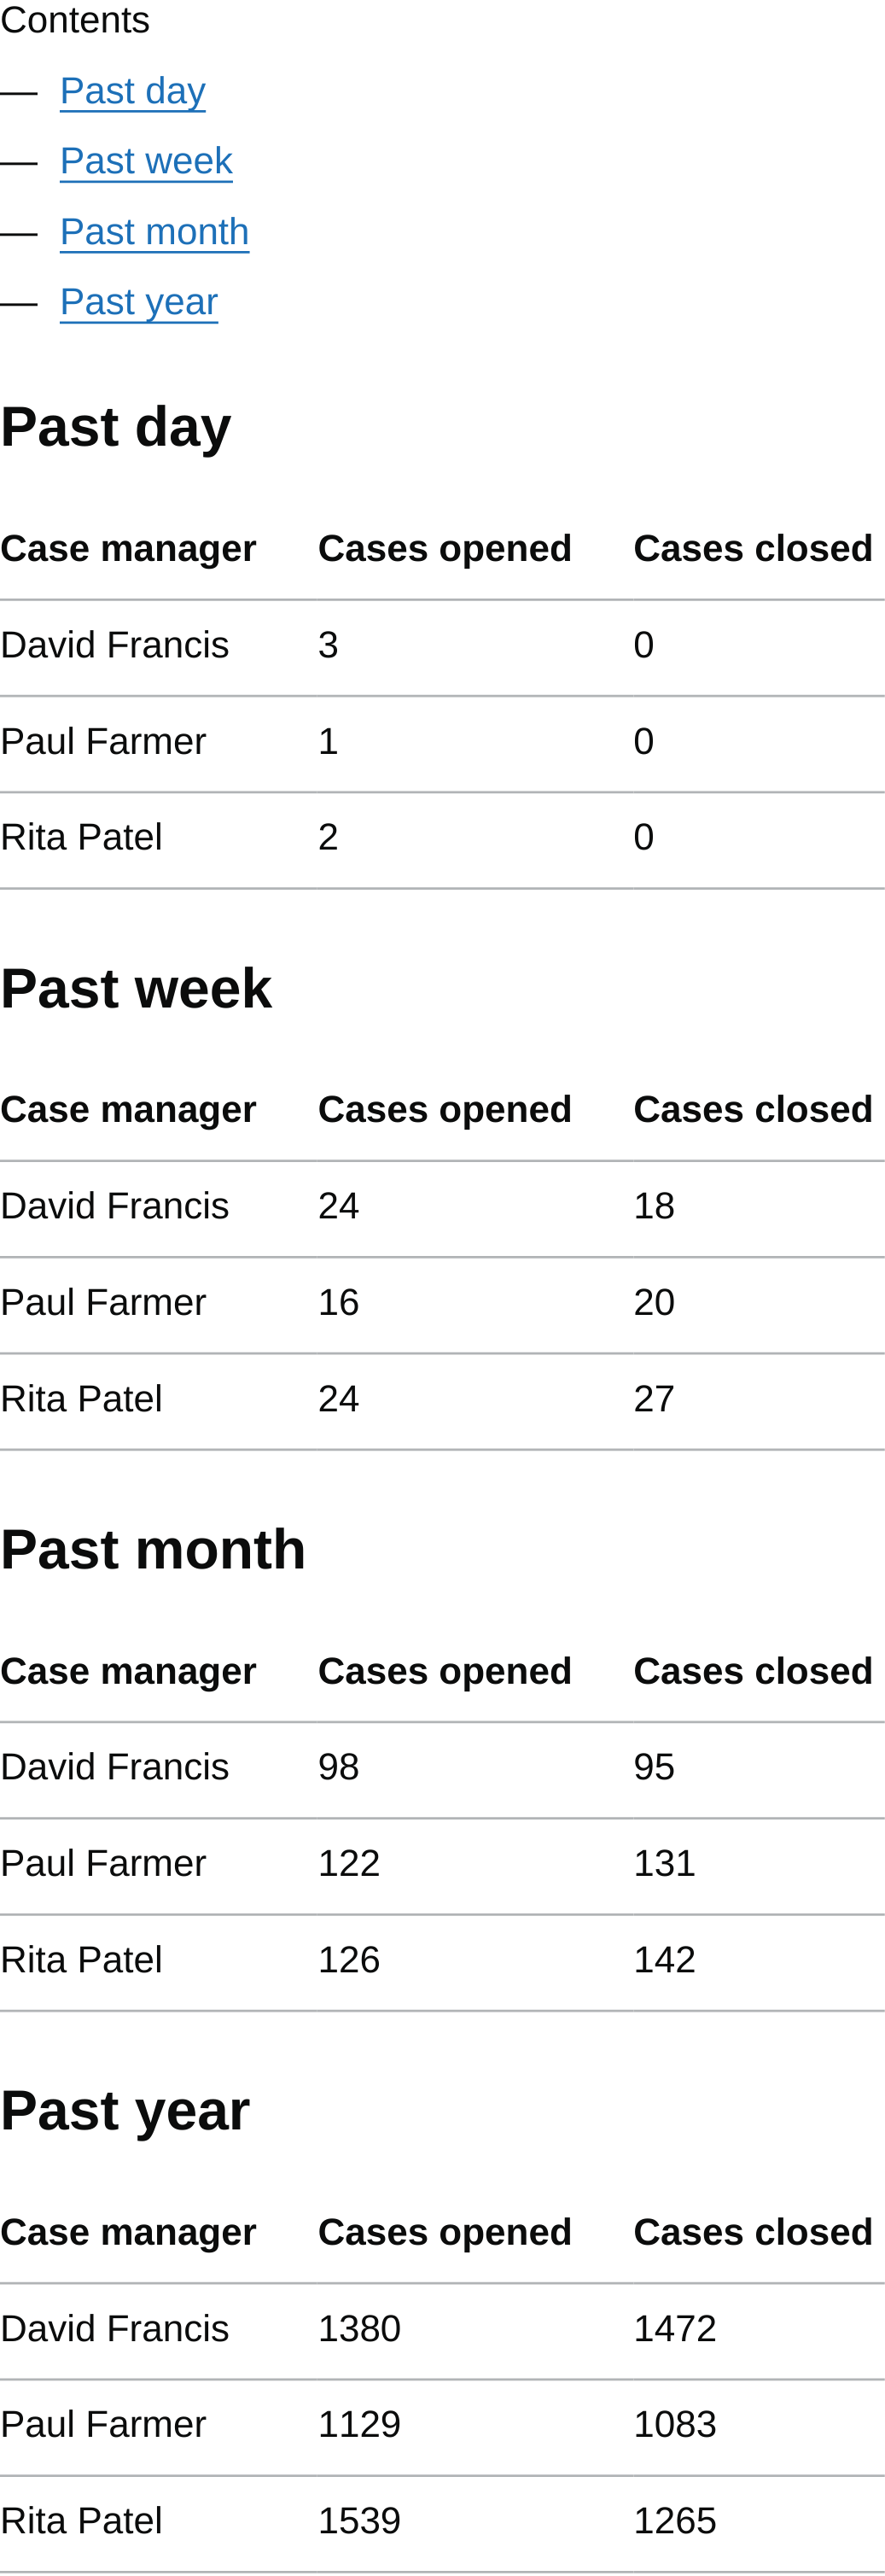 Contents
— Past day
— Past week
— Past month
— Past year
Past day
Case manager Cases opened Cases closed
David Francis 3 0
Paul Farmer 1 0
Rita Patel 2 0
Past week
Case manager Cases opened Cases closed
David Francis 24 18
Paul Farmer 16 20
Rita Patel 24 27
Past month
Case manager Cases opened Cases closed
David Francis 98 95
Paul Farmer 122 131
Rita Patel 126 142
Past year
Case manager Cases opened Cases closed
David Francis 1380 1472
Paul Farmer 1129 1083
Rita Patel 1539 1265